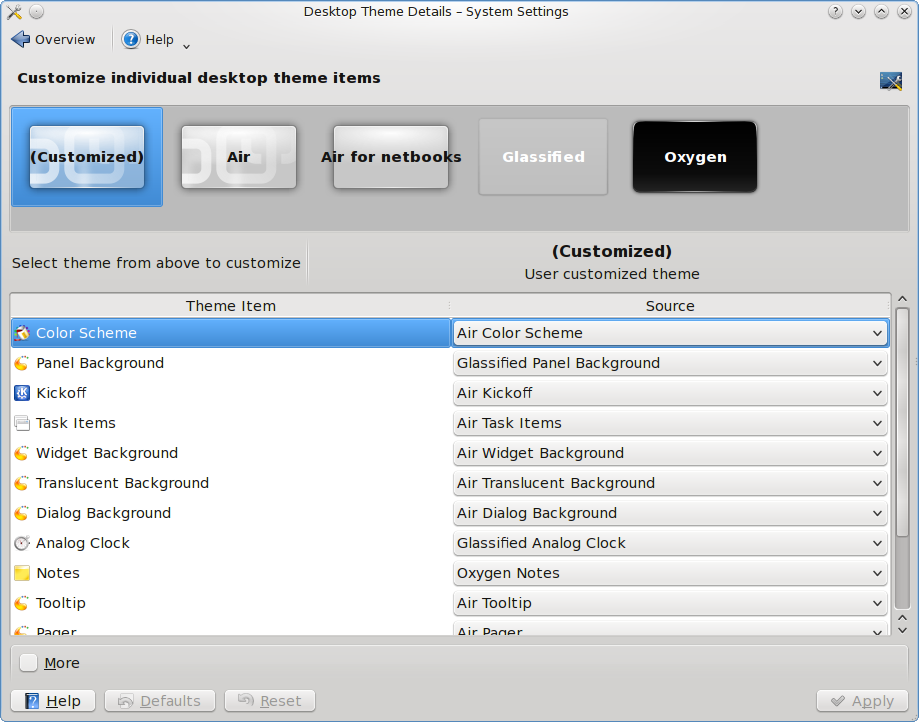 Desktop Theme Details – System Settings
Overview Help
Customize individual desktop theme items
(Customized) Air Air for netbooks Glassified Oxygen
(Customized)
Select theme from above to customize
User customized theme
Theme Item Source
Color Scheme Air Color Scheme
Panel Background Glassified Panel Background
Kickoff Air Kickoff
Task Items Air Task Items
Widget Background Air Widget Background
Translucent Background Air Translucent Background
Dialog Background Air Dialog Background
Analog Clock Glassified Analog Clock
Notes Oxygen Notes
Tooltip Air Tooltip
Pager Air Pager
More
Help Defaults Reset Apply